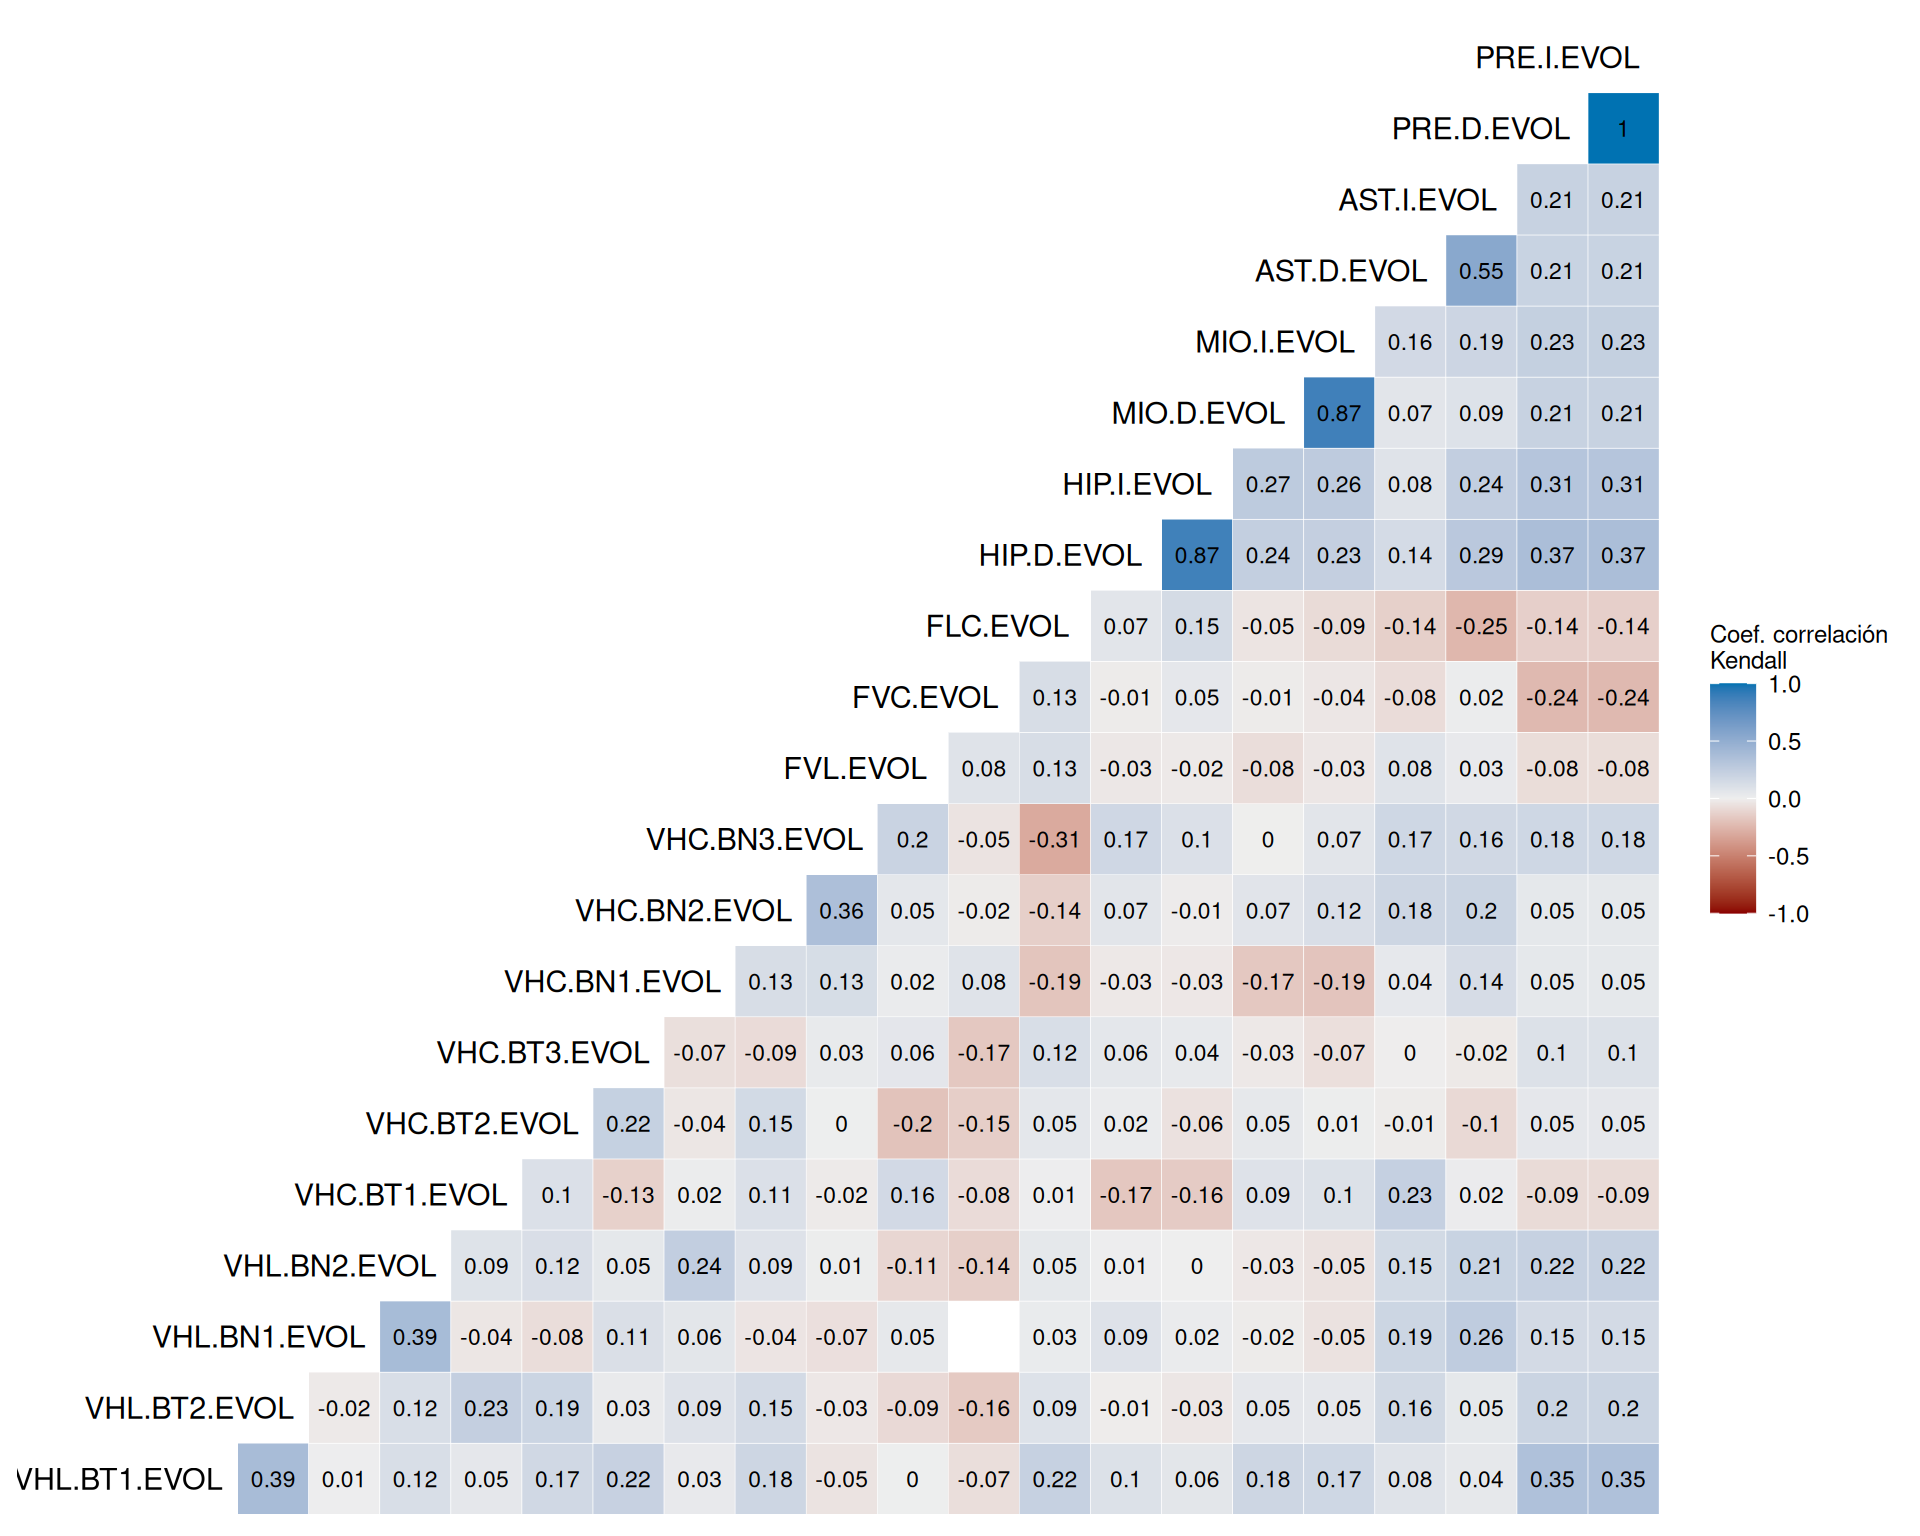 PRE.I.EVOL
PRE.D.EVOL 1
AST.I.EVOL 0.21 0.21
AST.D.EVOL 0.55 0.21 0.21
MIO.I.EVOL 0.16 0.19 0.23 0.23
MIO.D.EVOL 0.87 0.07 0.09 0.21 0.21
HIP.I.EVOL 0.27 0.26 0.08 0.24 0.31 0.31
HIP.D.EVOL 0.87 0.24 0.23 0.14 0.29 0.37 0.37
FLC.EVOL 0.07 0.15 -0.05 -0.09 -0.14 -0.25 -0.14 -0.14
FVC.EVOL 0.13 -0.01 0.05 -0.01 -0.04 -0.08 0.02 -0.24 -0.24
FVL.EVOL 0.08 0.13 -0.03 -0.02 -0.08 -0.03 0.08 0.03 -0.08 -0.08
VHC.BN3.EVOL 0.2 -0.05 -0.31 0.17 0.1 0 0.07 0.17 0.16 0.18 0.18
VHC.BN2.EVOL 0.36 0.05 -0.02 -0.14 0.07 -0.01 0.07 0.12 0.18 0.2 0.05 0.05
VHC.BN1.EVOL 0.13 0.13 0.02 0.08 -0.19 -0.03 -0.03 -0.17 -0.19 0.04 0.14 0.05 0.05
VHC.BT3.EVOL -0.07 -0.09 0.03 0.06 -0.17 0.12 0.06 0.04 -0.03 -0.07 0 -0.02 0.1 0.1
VHC.BT2.EVOL 0.22 -0.04 0.15 0 -0.2 -0.15 0.05 0.02 -0.06 0.05 0.01 -0.01 -0.1 0.05 0.05
VHC.BT1.EVOL 0.1 -0.13 0.02 0.11 -0.02 0.16 -0.08 0.01 -0.17 -0.16 0.09 0.1 0.23 0.02 -0.09 -0.09
VHL.BN2.EVOL 0.09 0.12 0.05 0.24 0.09 0.01 -0.11 -0.14 0.05 0.01 0 -0.03 -0.05 0.15 0.21 0.22 0.22
VHL.BN1.EVOL 0.39 -0.04 -0.08 0.11 0.06 -0.04 -0.07 0.05 0.03 0.09 0.02 -0.02 -0.05 0.19 0.26 0.15 0.15
VHL.BT2.EVOL -0.02 0.12 0.23 0.19 0.03 0.09 0.15 -0.03 -0.09 -0.16 0.09 -0.01 -0.03 0.05 0.05 0.16 0.05 0.2 0.2
VHL.BT1.EVOL 0.39 0.01 0.12 0.05 0.17 0.22 0.03 0.18 -0.05 0 -0.07 0.22 0.1 0.06 0.18 0.17 0.08 0.04 0.35 0.35
Coef. correlación
Kendall
1.0
0.5
0.0
-0.5
-1.0